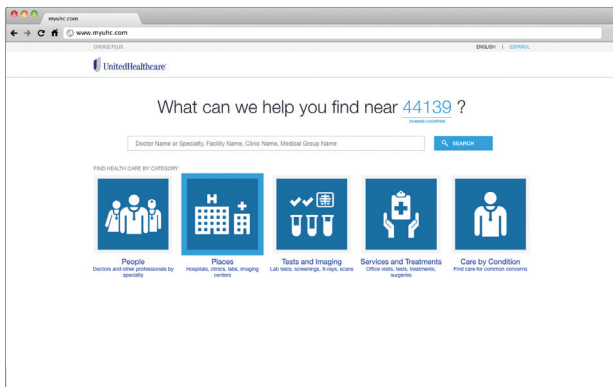 myuhc.com
www.myuhc.com
CHOICE PLUS
ENGLISH | ESPAÑOL
UnitedHealthcare
What can we help you find near 44139 ?
CHANGE LOCATION
Doctor Name or Specialty, Facility Name, Clinic Name, Medical Group Name
SEARCH
FIND HEALTH CARE BY CATEGORY
People
Doctors and other professionals by
specialty
H
Places
Hospitals, clinics, labs, imaging
centers
Tests and Imaging
Lab tests, screenings, X-rays, scans
Services and Treatments
Office visits, tests, treatments,
surgeries
Care by Condition
Find care for common concerns